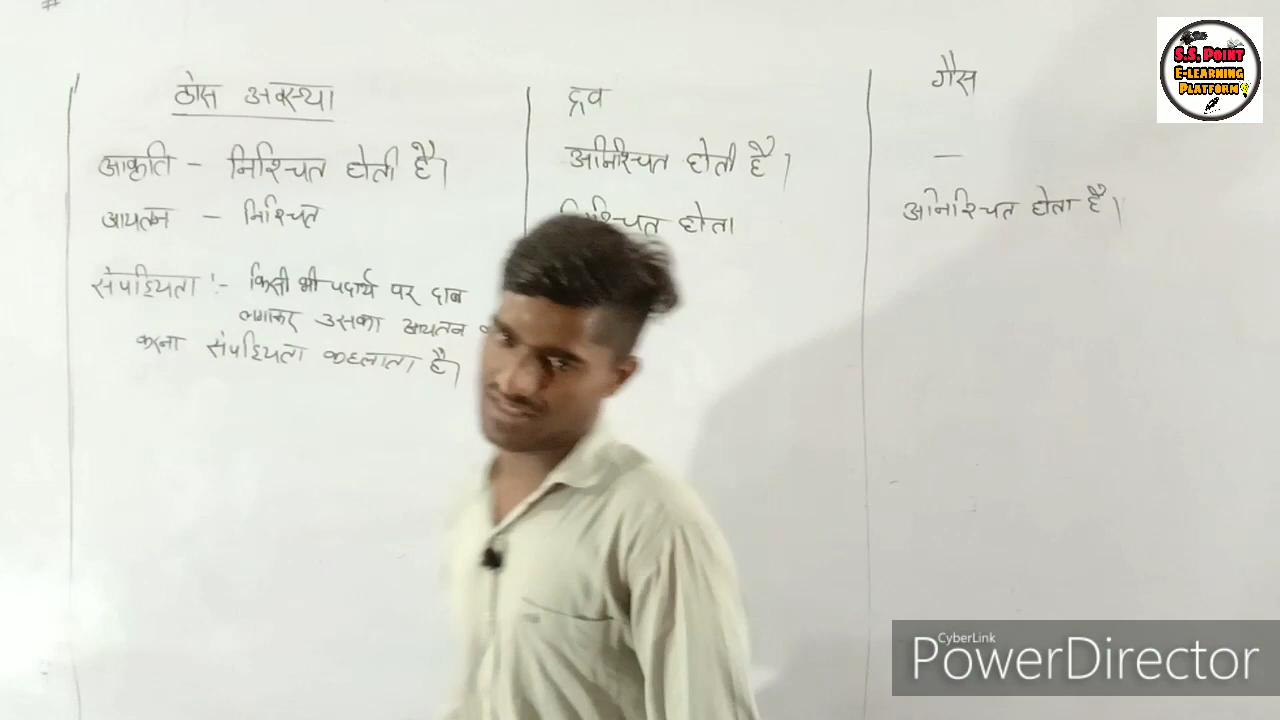 ठोस अवस्था
आकृति - निश्चित होती है।
आयतन - निश्चित
संपीड्यता :- किसी भी पदार्थ पर दाब
लगाकर उसका आयतन
करना संपीड्यता कहलाता है।
द्रव
अनिश्चित होती है।
निश्चित होता
गैस
—
अनिश्चित होता है।
S.S. Point
E-Learning
Platform
CyberLink
PowerDirector